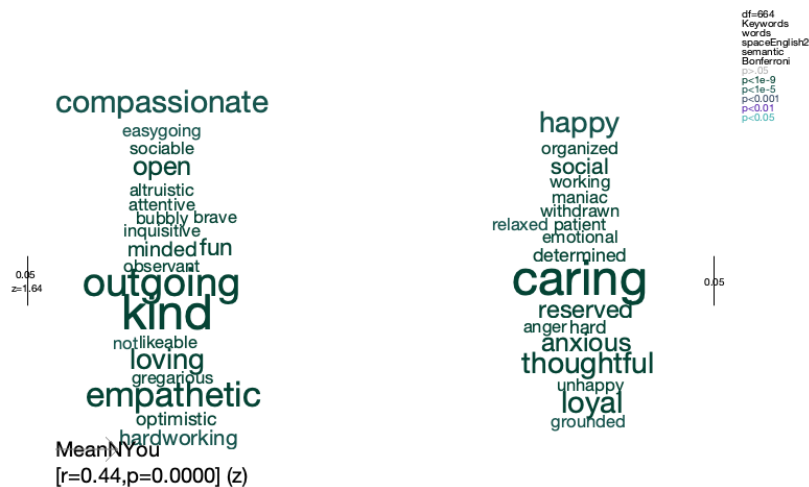 df=664
Keywords
words
spaceEnglish2
semantic
Bonferroni
p>.05
p<1e-9
p<1e-5
p<0.001
p<0.01
p<0.05
compassionate
easygoing
sociable
open
altruistic
attentive
bubbly brave
inquisitive
minded fun
observant
outgoing
kind
notlikeable
loving
gregarious
empathetic
optimistic
hardworking
0.05
z=1.64
happy
organized
social
working
maniac
withdrawn
relaxed patient
emotional
determined
caring
reserved
anger hard
anxious
thoughtful
unhappy
loyal
grounded
0.05
MeanNYou
[r=0.44,p=0.0000] (z)